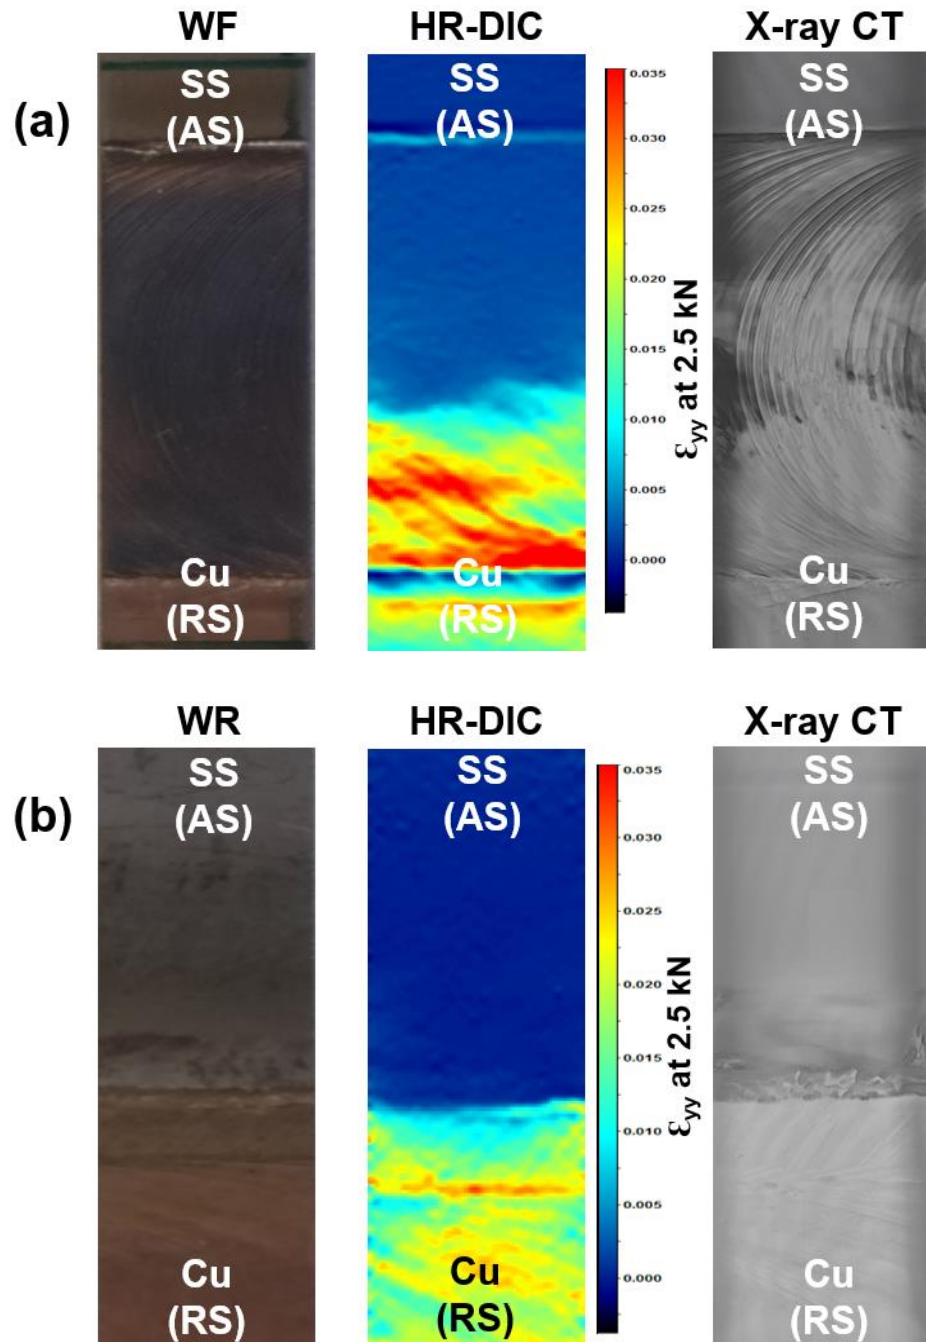 WF
HR-DIC
X-ray CT
(a)
SS
(AS)
SS
(AS)
SS
(AS)
0.035
0.030
0.025
0.020
0.015
0.010
0.005
0.000
εyy at 2.5 kN
Cu
(RS)
Cu
(RS)
Cu
(RS)
WR
HR-DIC
X-ray CT
(b)
SS
(AS)
SS
(AS)
SS
(AS)
0.035
0.030
0.025
0.020
0.015
0.010
0.005
0.000
εyy at 2.5 kN
Cu
(RS)
Cu
(RS)
Cu
(RS)